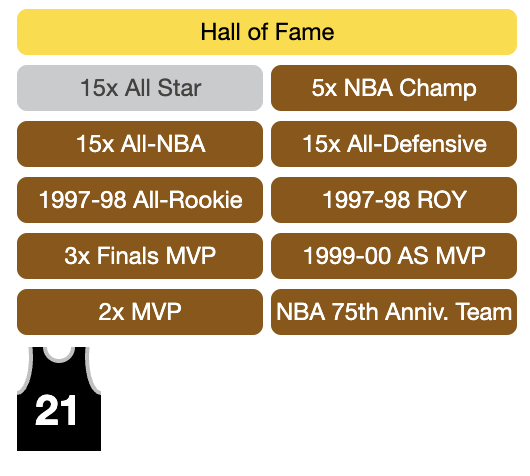 Hall of Fame
15x All Star
5x NBA Champ
15x All-NBA
15x All-Defensive
1997-98 All-Rookie
1997-98 ROY
3x Finals MVP
1999-00 AS MVP
2x MVP
NBA 75th Anniv. Team
21